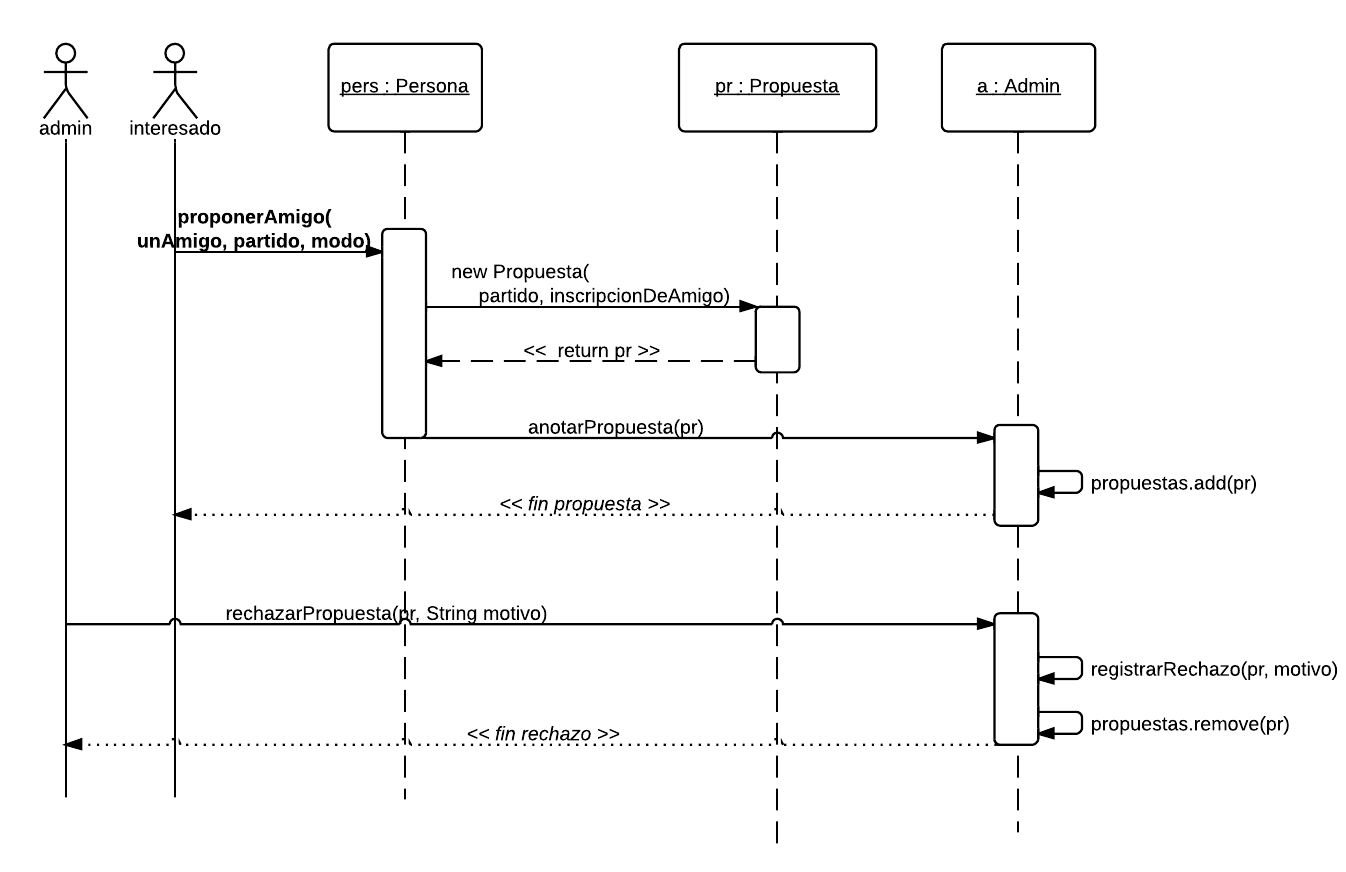 admin
interesado
pers : Persona
pr : Propuesta
a : Admin
proponerAmigo(
unAmigo, partido, modo)
new Propuesta(
partido, inscripcionDeAmigo)
<< return pr >>
anotarPropuesta(pr)
propuestas.add(pr)
<< fin propuesta >>
rechazarPropuesta(pr, String motivo)
registrarRechazo(pr, motivo)
propuestas.remove(pr)
<< fin rechazo >>